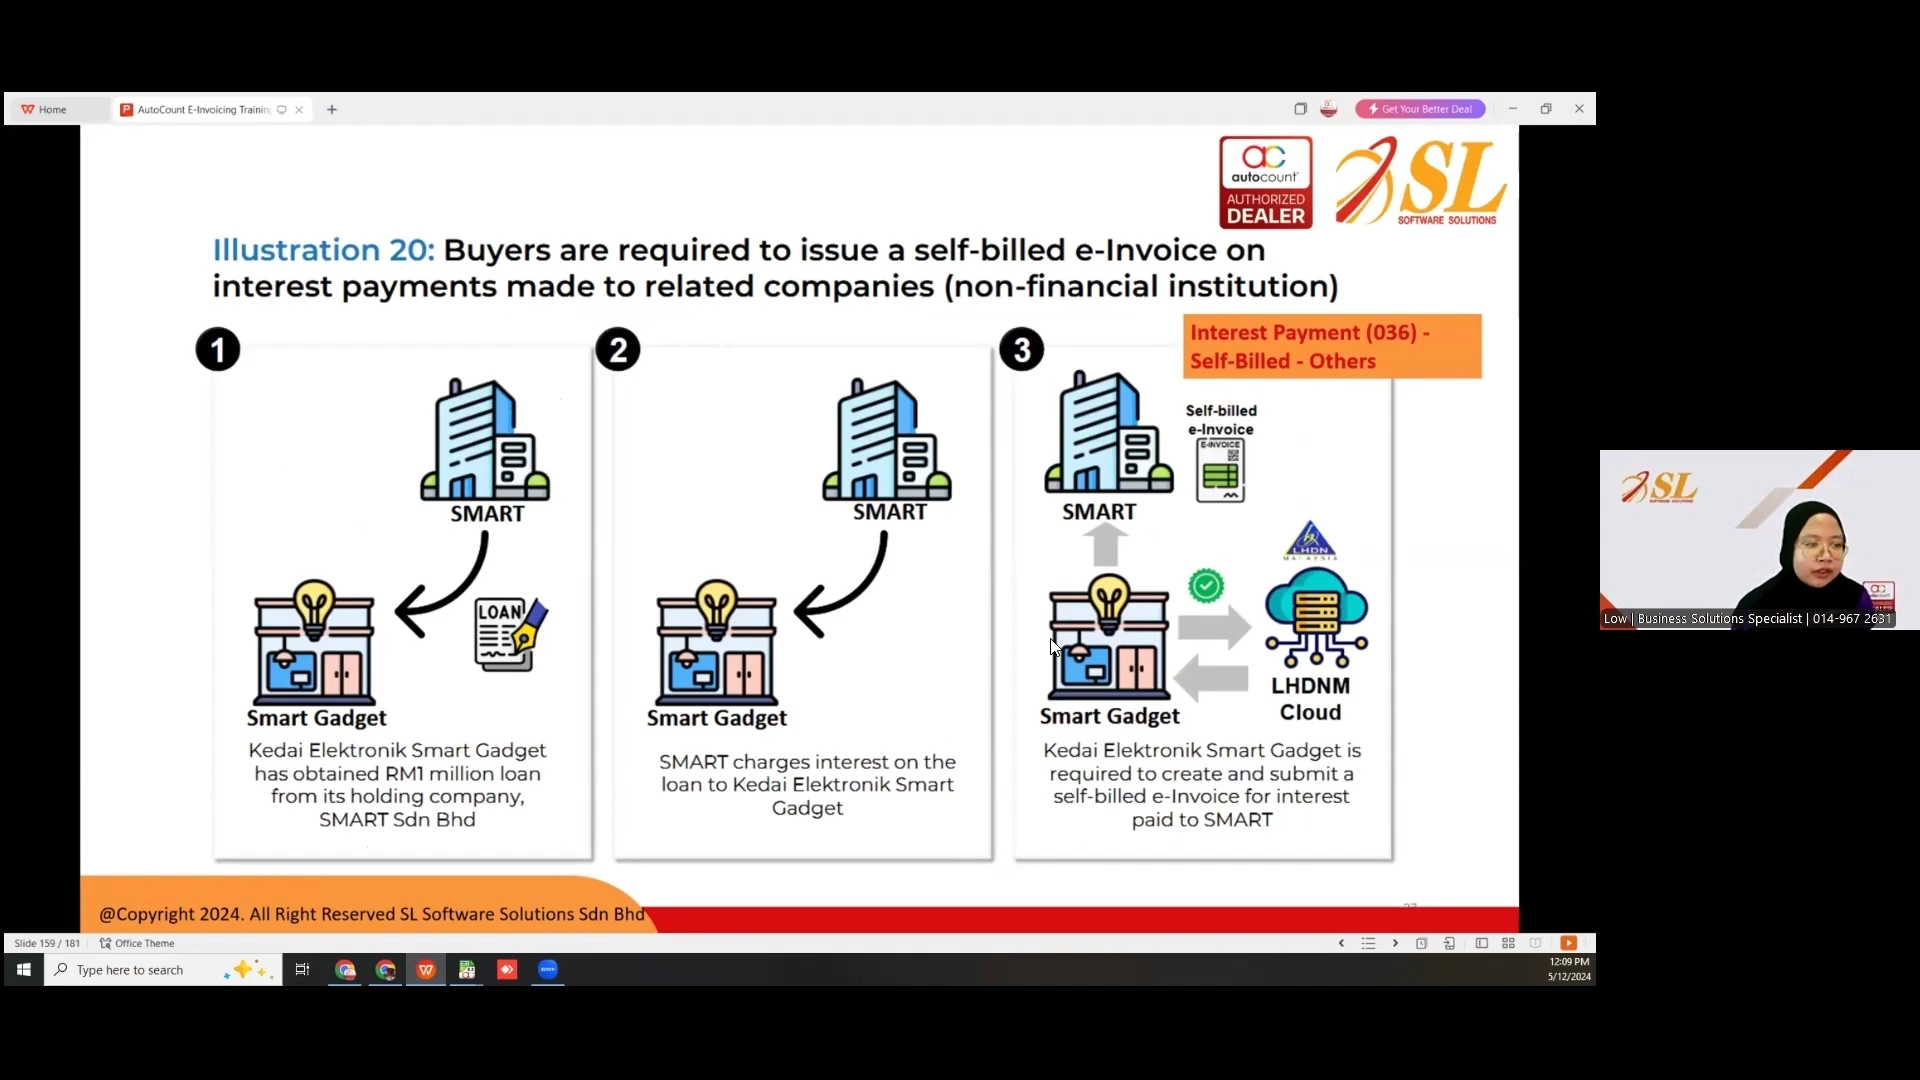 Home
AutoCount E-Invoicing Training
Get Your Better Deal
ac
autocount
AUTHORIZED
DEALER
SL
SOFTWARE SOLUTIONS
Illustration 20: Buyers are required to issue a self-billed e-Invoice on
interest payments made to related companies (non-financial institution)
1
2
3
Interest Payment (036) -
Self-Billed - Others
Self-billed
e-Invoice
E-INVOICE
SMART
SMART
SMART
LHDN
MALAYSIA
LOAN
Smart Gadget
Smart Gadget
Smart Gadget
LHDNM
Cloud
Kedai Elektronik Smart Gadget
has obtained RM1 million loan
from its holding company,
SMART Sdn Bhd
SMART charges interest on the
loan to Kedai Elektronik Smart
Gadget
Kedai Elektronik Smart Gadget is
required to create and submit a
self-billed e-Invoice for interest
paid to SMART
@Copyright 2024. All Right Reserved SL Software Solutions Sdn Bhd
Slide 159 / 181
Office Theme
Type here to search
zoom
12:09 PM
5/12/2024
SL
Low | Business Solutions Specialist | 014-967 2631